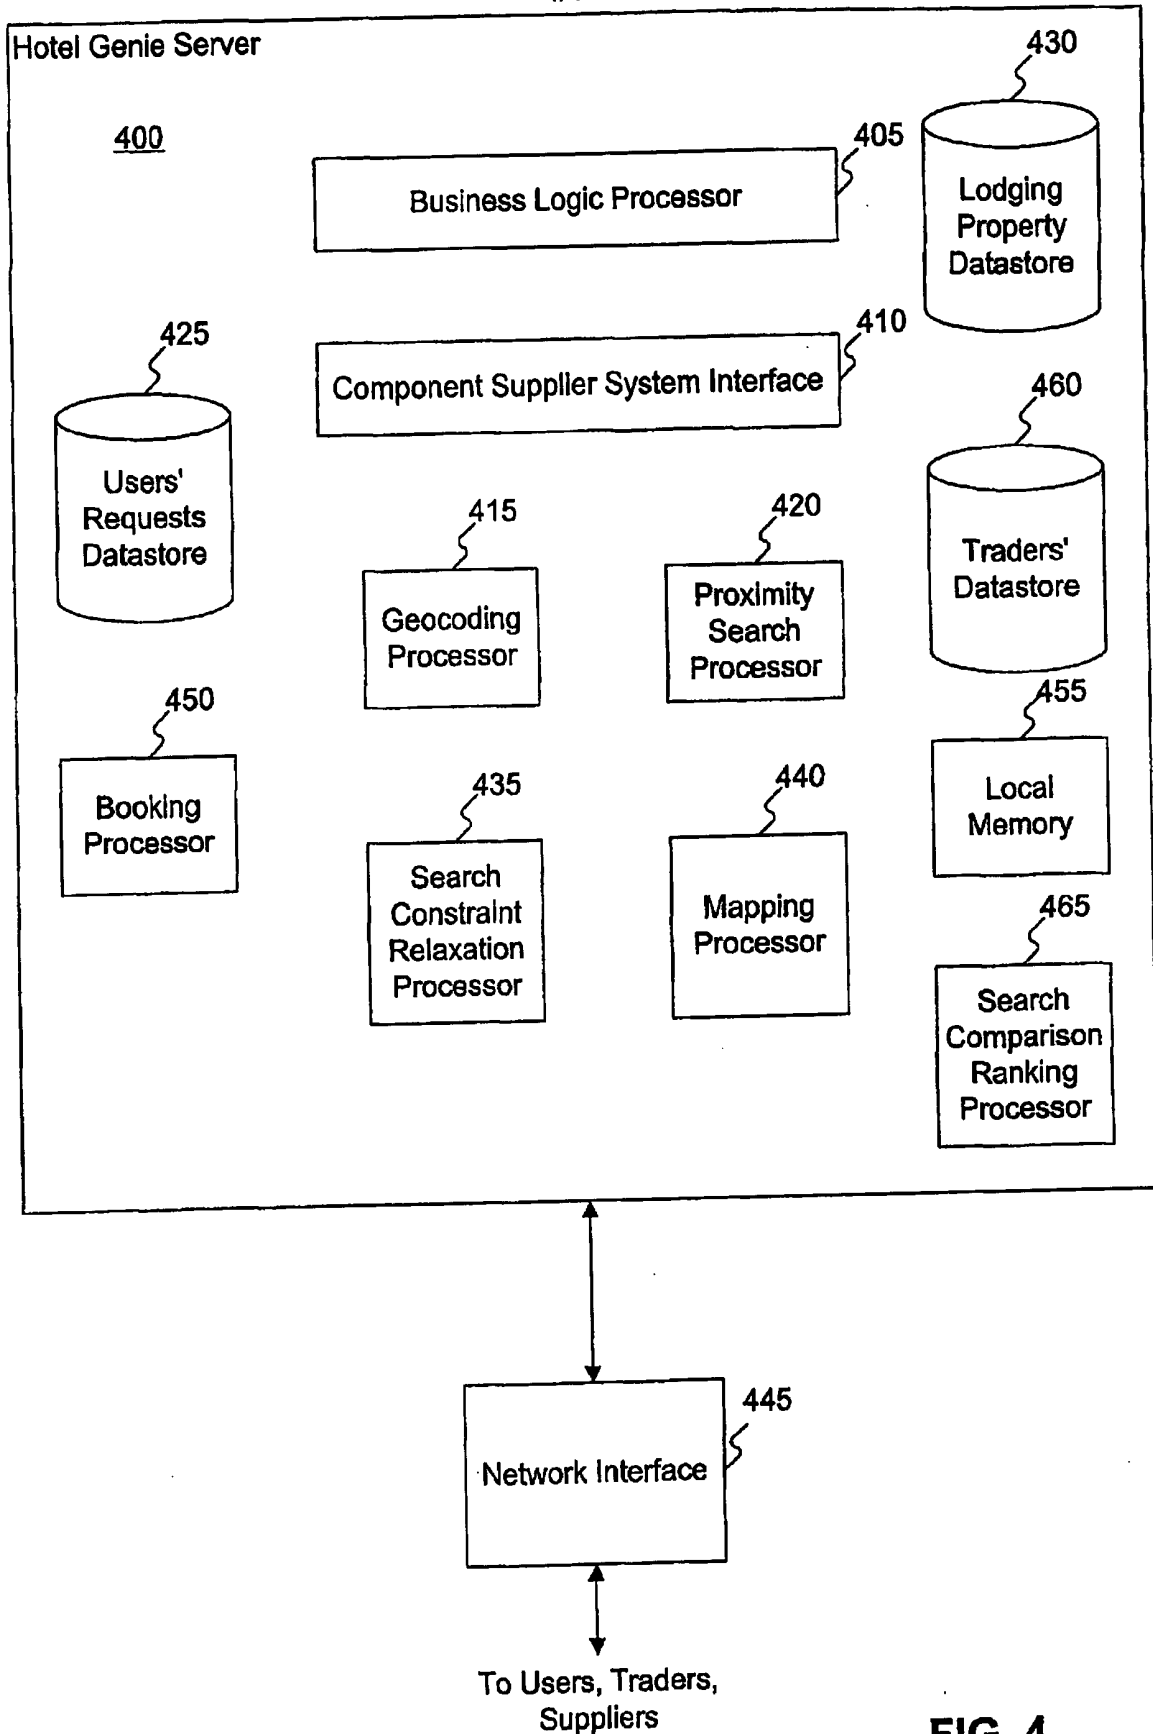 Hotel Genie Server
400
430
Lodging
Property
Datastore
405
Business Logic Processor
410
Component Supplier System Interface
425
Users'
Requests
Datastore
460
Traders'
Datastore
415
Geocoding
Processor
420
Proximity
Search
Processor
450
Booking
Processor
435
Search
Constraint
Relaxation
Processor
440
Mapping
Processor
455
Local
Memory
465
Search
Comparison
Ranking
Processor
445
Network Interface
To Users, Traders,
Suppliers
FIG. 4